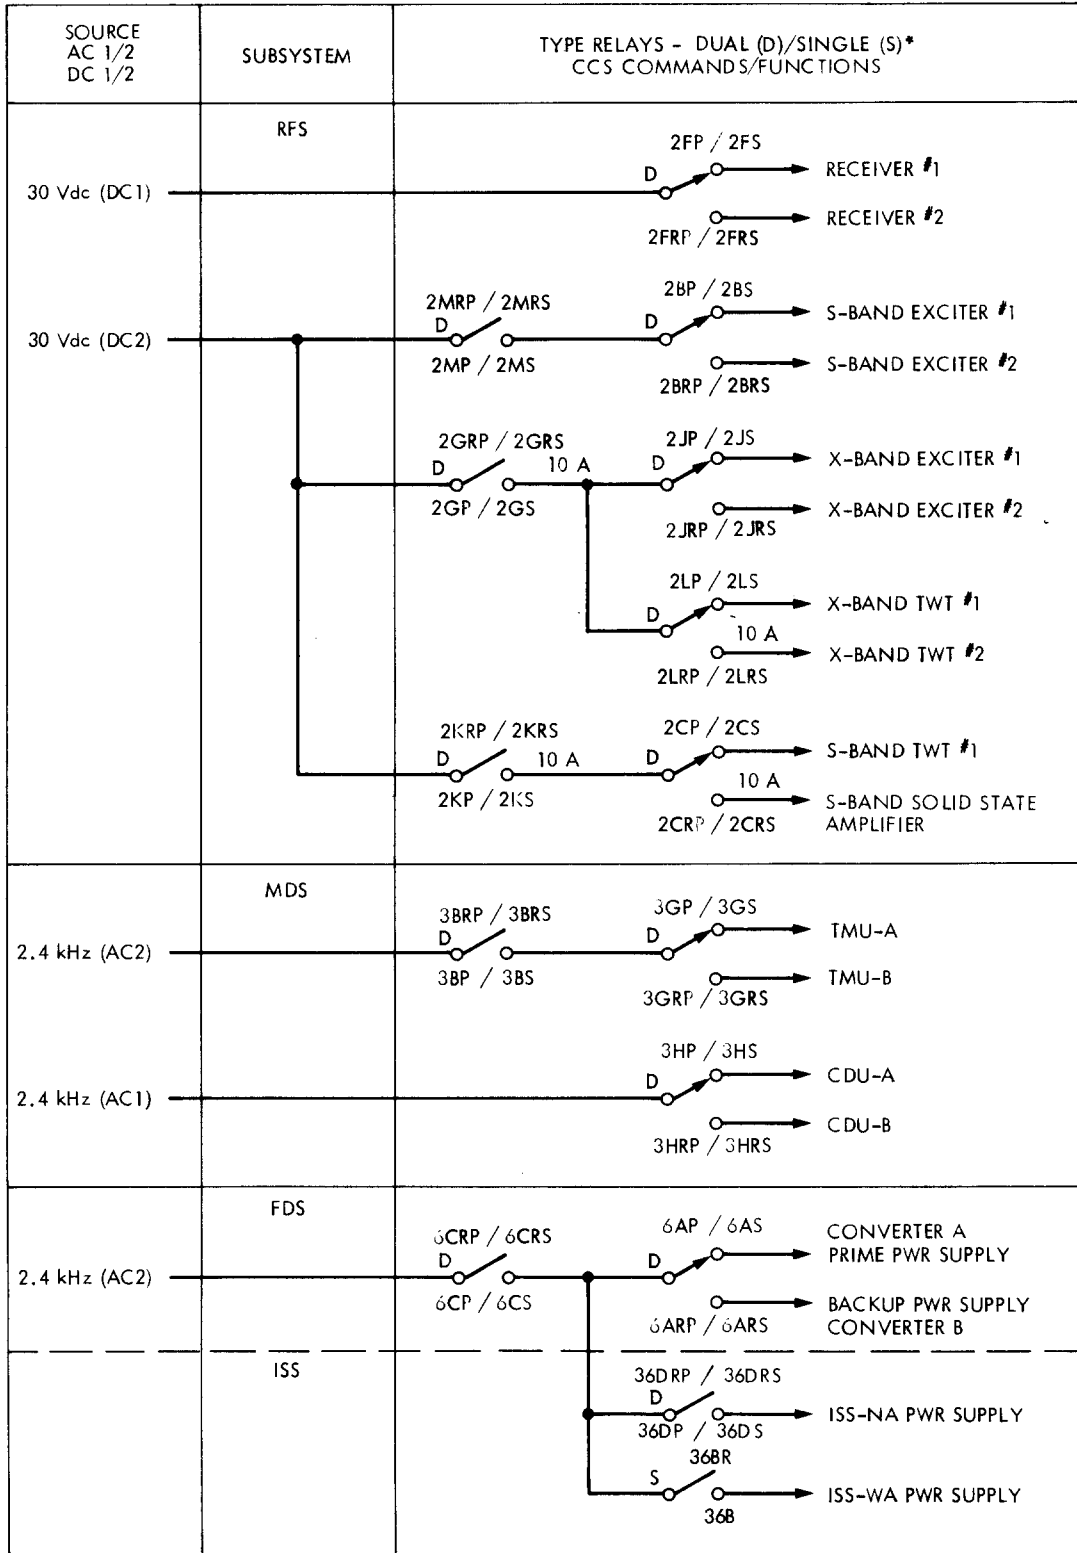 SOURCE
AC 1/2
DC 1/2
SUBSYSTEM
TYPE RELAYS - DUAL (D)/SINGLE (S)*
CCS COMMANDS/FUNCTIONS
RFS
30 Vdc (DC1)
D
2FP / 2FS
RECEIVER #1
RECEIVER #2
2FRP / 2FRS
30 Vdc (DC2)
2MRP / 2MRS
D
2MP / 2MS
2BP / 2BS
D
S-BAND EXCITER #1
S-BAND EXCITER #2
2BRP / 2BRS
2GRP / 2GRS
D
10 A
2GP / 2GS
2JP / 2JS
D
X-BAND EXCITER #1
X-BAND EXCITER #2
2JRP / 2JRS
2LP / 2LS
D
X-BAND TWT #1
10 A
X-BAND TWT #2
2LRP / 2LRS
2KRP / 2KRS
D
10 A
2KP / 2KS
2CP / 2CS
D
S-BAND TWT #1
10 A
S-BAND SOLID STATE
AMPLIFIER
2CRP / 2CRS
MDS
2.4 kHz (AC2)
3BRP / 3BRS
D
3BP / 3BS
3GP / 3GS
D
TMU-A
TMU-B
3GRP / 3GRS
2.4 kHz (AC1)
3HP / 3HS
D
CDU-A
CDU-B
3HRP / 3HRS
FDS
2.4 kHz (AC2)
6CRP / 6CRS
D
6CP / 6CS
6AP / 6AS
D
CONVERTER A
PRIME PWR SUPPLY
BACKUP PWR SUPPLY
CONVERTER B
6ARP / 6ARS
ISS
36DRP / 36DRS
D
ISS-NA PWR SUPPLY
36DP / 36DS
36BR
S
ISS-WA PWR SUPPLY
36B